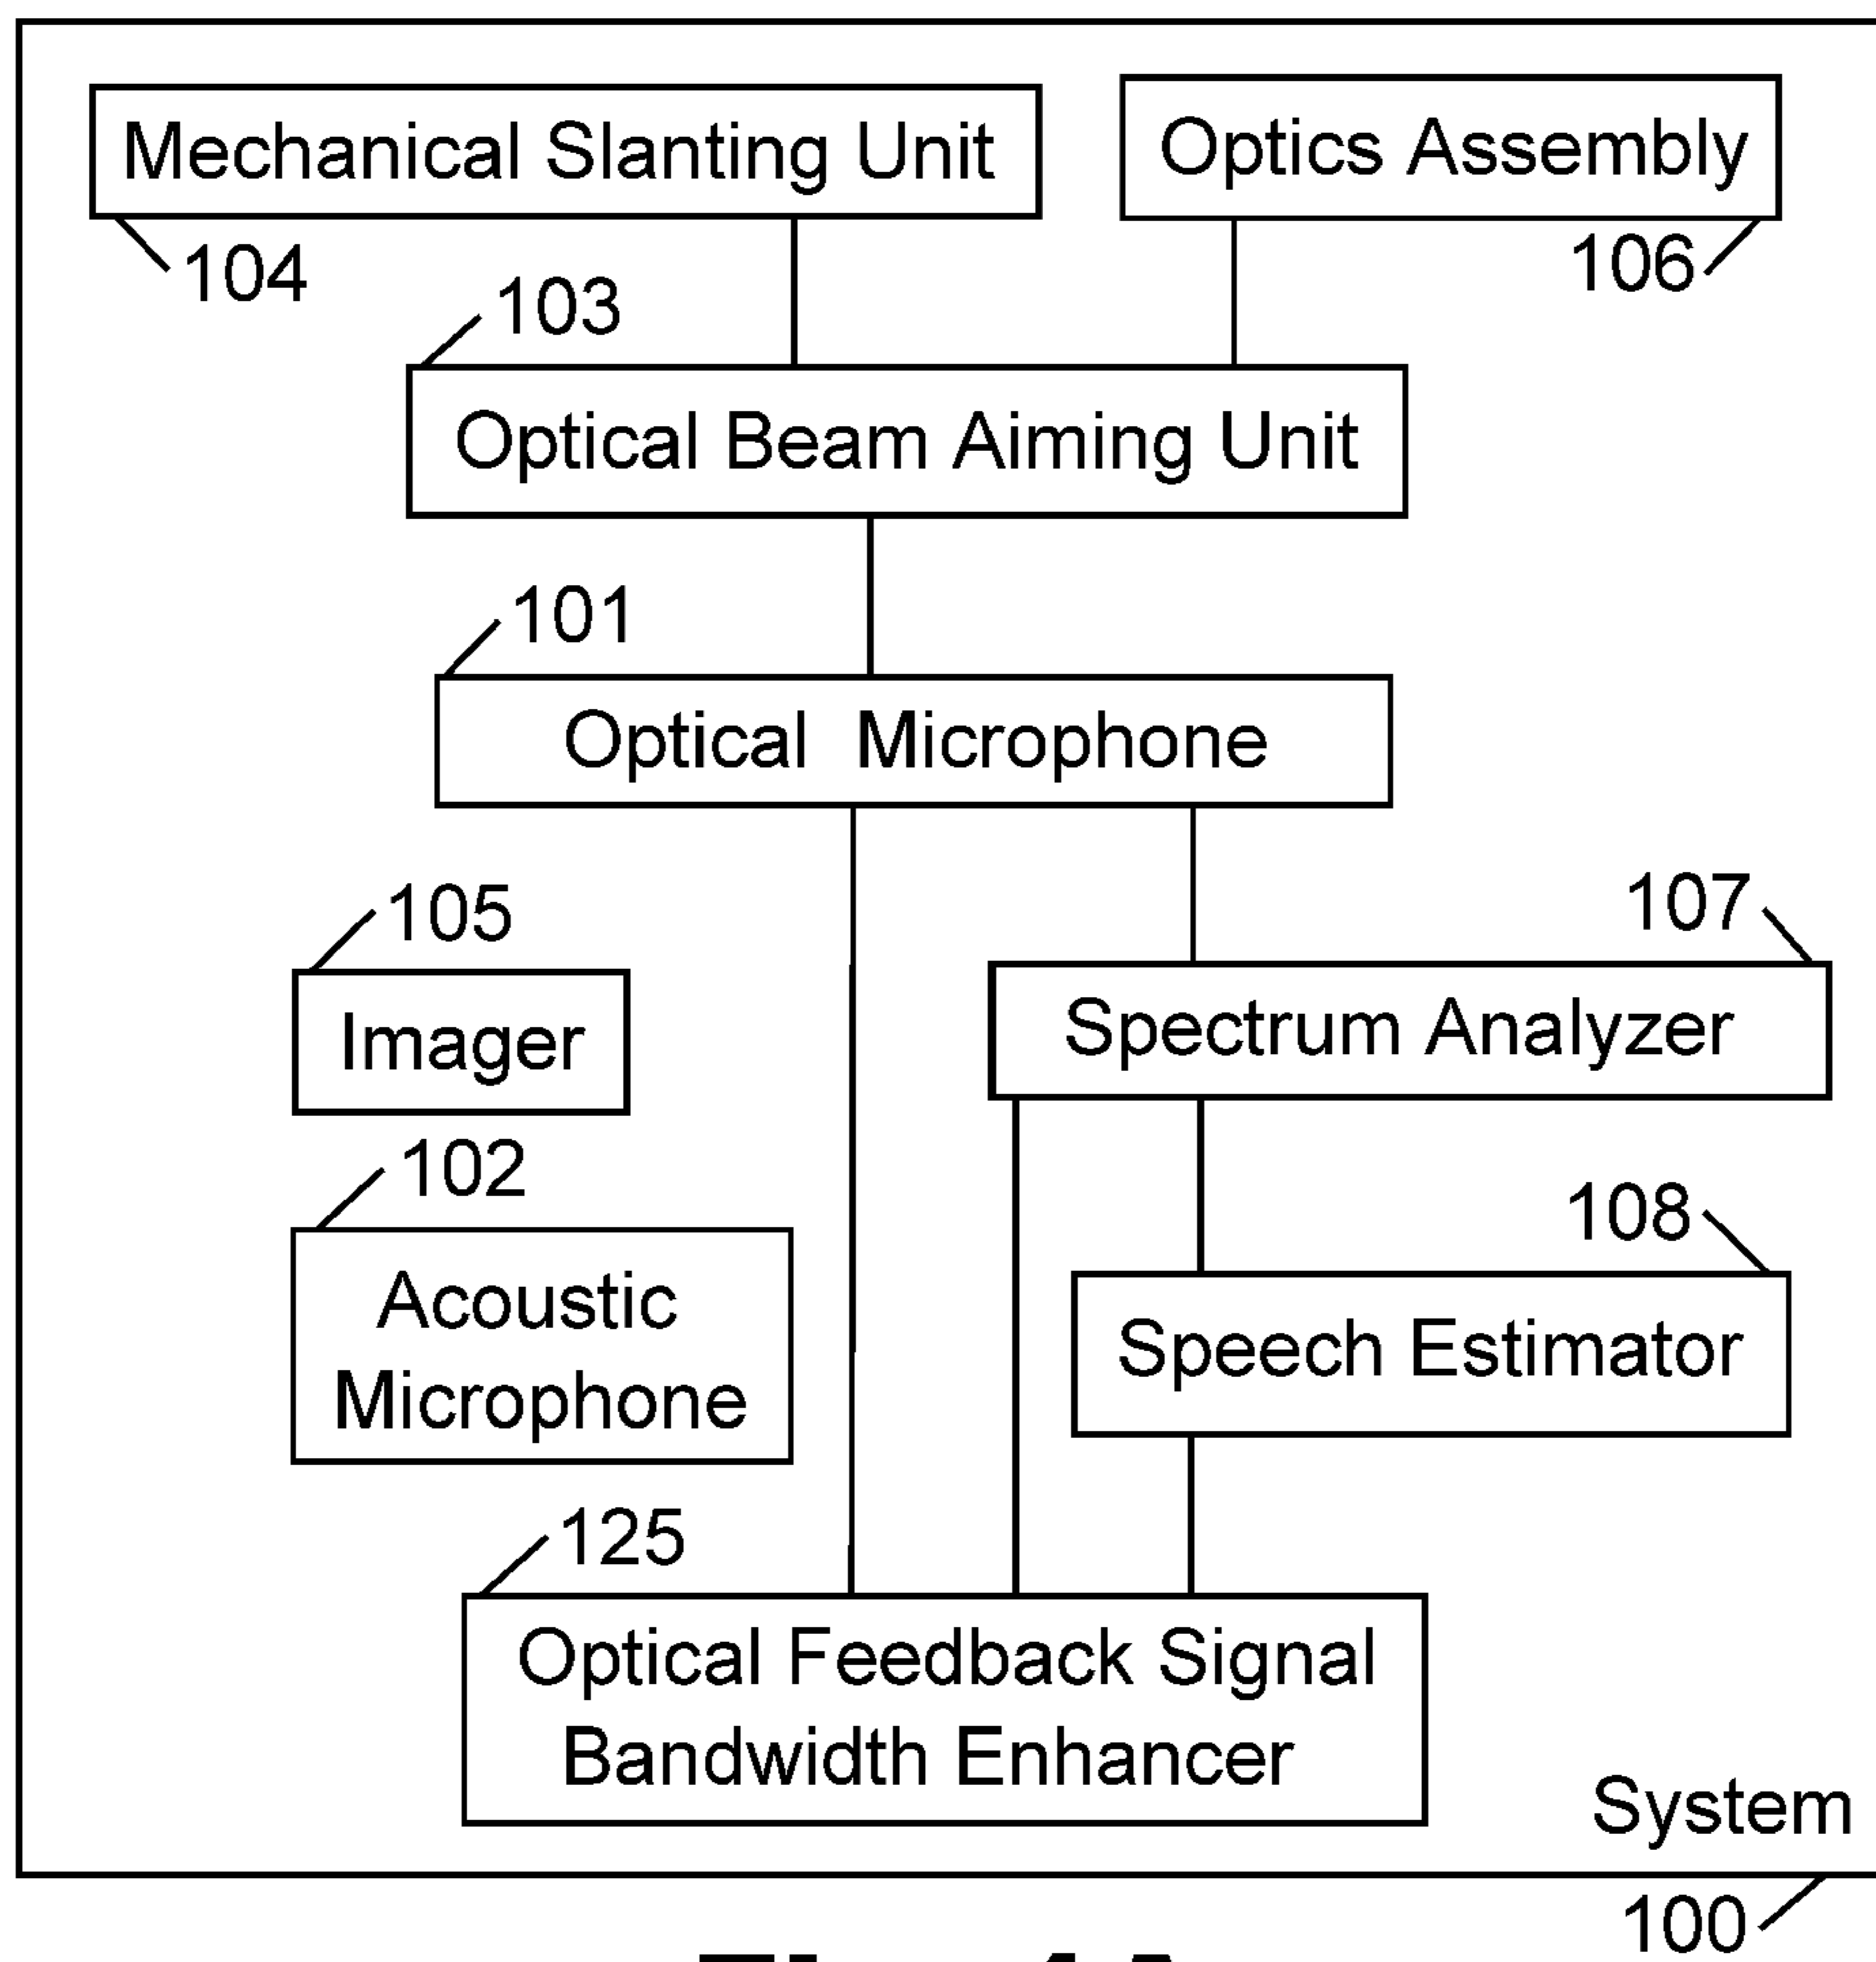 Mechanical Slanting Unit
Optics Assembly
104
106
103
Optical Beam Aiming Unit
101
Optical Microphone
105
107
Imager
Spectrum Analyzer
102
108
Acoustic
Microphone
Speech Estimator
125
Optical Feedback Signal
Bandwidth Enhancer
System
100